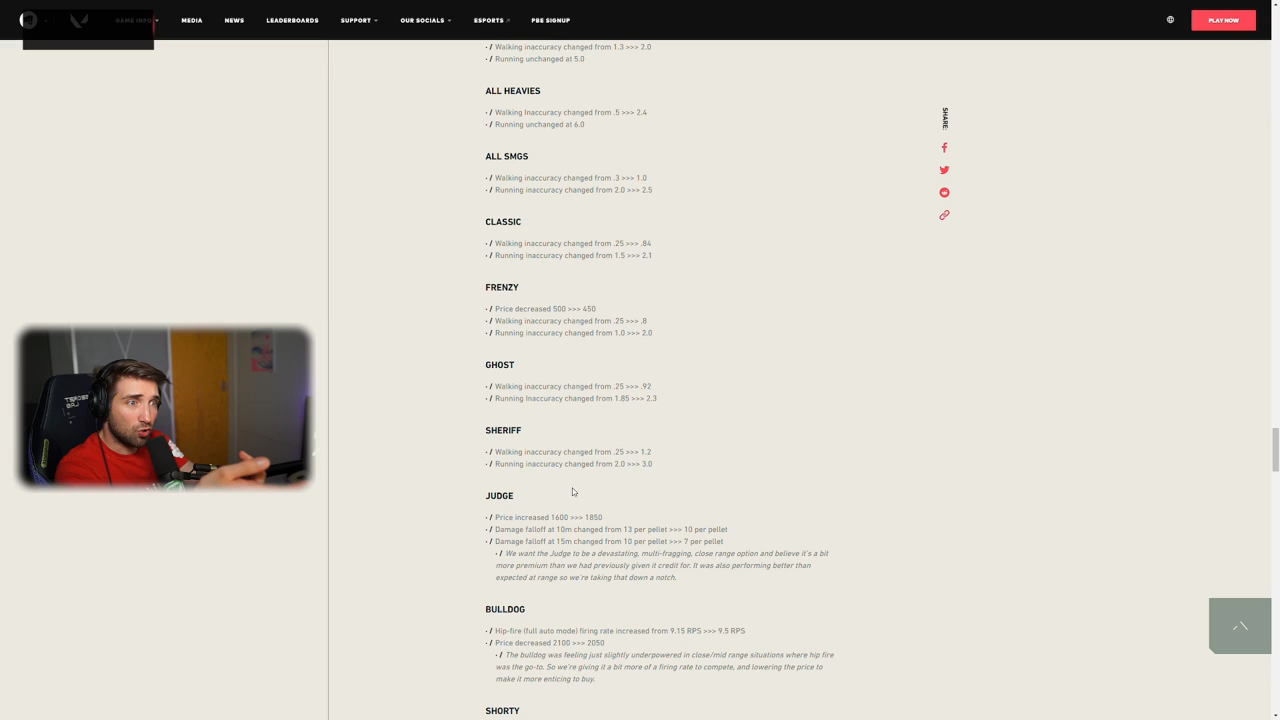 GAME INFO
MEDIA
NEWS
LEADERBOARDS
SUPPORT
OUR SOCIALS
ESPORTS
PBE SIGNUP
PLAY NOW
• / Walking inaccuracy changed from 1.3 >>> 2.0
• / Running unchanged at 5.0
ALL HEAVIES
• / Walking Inaccuracy changed from .5 >>> 2.4
• / Running unchanged at 6.0
ALL SMGS
• / Walking inaccuracy changed from .3 >>> 1.0
• / Running inaccuracy changed from 2.0 >>> 2.5
CLASSIC
• / Walking inaccuracy changed from .25 >>> .84
• / Running inaccuracy changed from 1.5 >>> 2.1
FRENZY
• / Price decreased 500 >>> 450
• / Walking inaccuracy changed from .25 >>> .8
• / Running inaccuracy changed from 1.0 >>> 2.0
GHOST
• / Walking inaccuracy changed from .25 >>> .92
• / Running Inaccuracy changed from 1.85 >>> 2.3
SHERIFF
• / Walking inaccuracy changed from .25 >>> 1.2
• / Running inaccuracy changed from 2.0 >>> 3.0
JUDGE
• / Price increased 1600 >>> 1850
• / Damage falloff at 10m changed from 13 per pellet >>> 10 per pellet
• / Damage falloff at 15m changed from 10 per pellet >>> 7 per pellet
• / We want the Judge to be a devastating, multi-fragging, close range option and believe it's a bit
more premium than we had previously given it credit for. It was also performing better than
expected at range so we're taking that down a notch.
BULLDOG
• / Hip-fire (full auto mode) firing rate increased from 9.15 RPS >>> 9.5 RPS
• / Price decreased 2100 >>> 2050
• / The bulldog was feeling just slightly underpowered in close/mid range situations where hip fire
was the go-to. So we're giving it a bit more of a firing rate to compete, and lowering the price to
make it more enticing to buy.
SHORTY
SHARE: